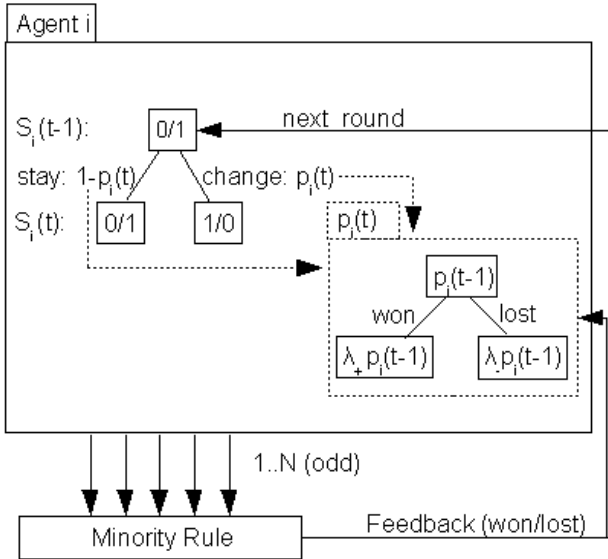 Agent i
S_i(t-1):
0/1
next round
stay: 1-p_i(t)
change: p_i(t)
S_i(t):
0/1
1/0
p_i(t)
p_i(t-1)
won
lost
λ_+ p_i(t-1)
λ_- p_i(t-1)
1..N (odd)
Minority Rule
Feedback (won/lost)